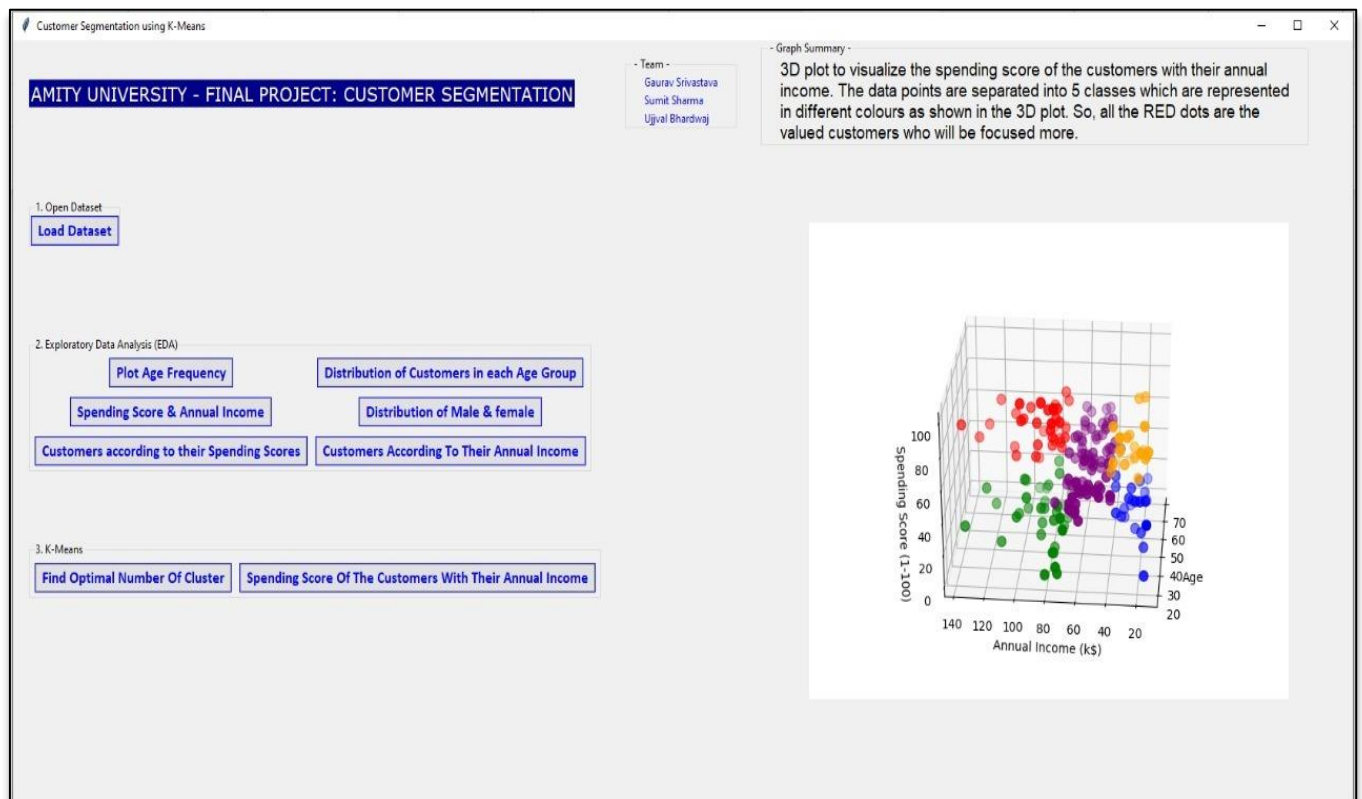 Customer Segmentation using K-Means
AMITY UNIVERSITY - FINAL PROJECT: CUSTOMER SEGMENTATION
- Team -
Gaurav Srivastava
Sumit Sharma
Ujjval Bhardwaj
- Graph Summary -
3D plot to visualize the spending score of the customers with their annual
income. The data points are separated into 5 classes which are represented
in different colours as shown in the 3D plot. So, all the RED dots are the
valued customers who will be focused more.
1. Open Dataset
Load Dataset
2. Exploratory Data Analysis (EDA)
Plot Age Frequency
Distribution of Customers in each Age Group
Spending Score & Annual Income
Distribution of Male & female
Customers according to their Spending Scores
Customers According To Their Annual Income
3. K-Means
Find Optimal Number Of Cluster
Spending Score Of The Customers With Their Annual Income
Spending Score (1-100)
100
80
60
40
20
0
140 120 100 80 60 40 20
Annual Income (k$)
70
60
50
40
30
20
Age